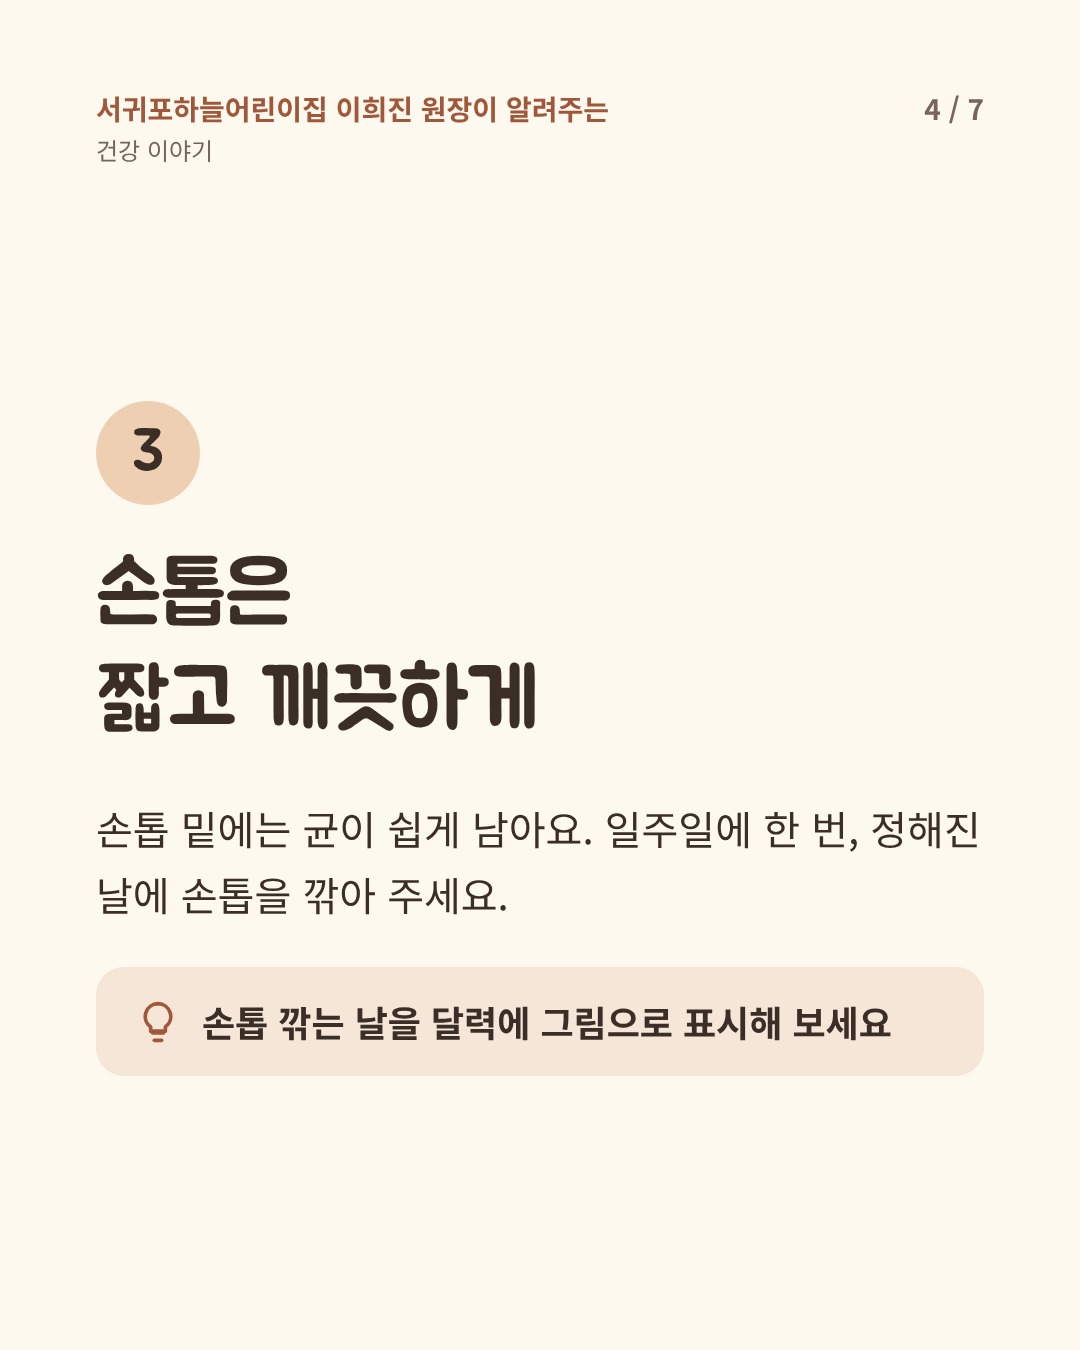 서귀포하늘어린이집 이희진 원장이 알려주는
4 / 7
건강 이야기
3
손톱은
짧고 깨끗하게
손톱 밑에는 균이 쉽게 남아요. 일주일에 한 번, 정해진
날에 손톱을 깎아 주세요.
손톱 깎는 날을 달력에 그림으로 표시해 보세요